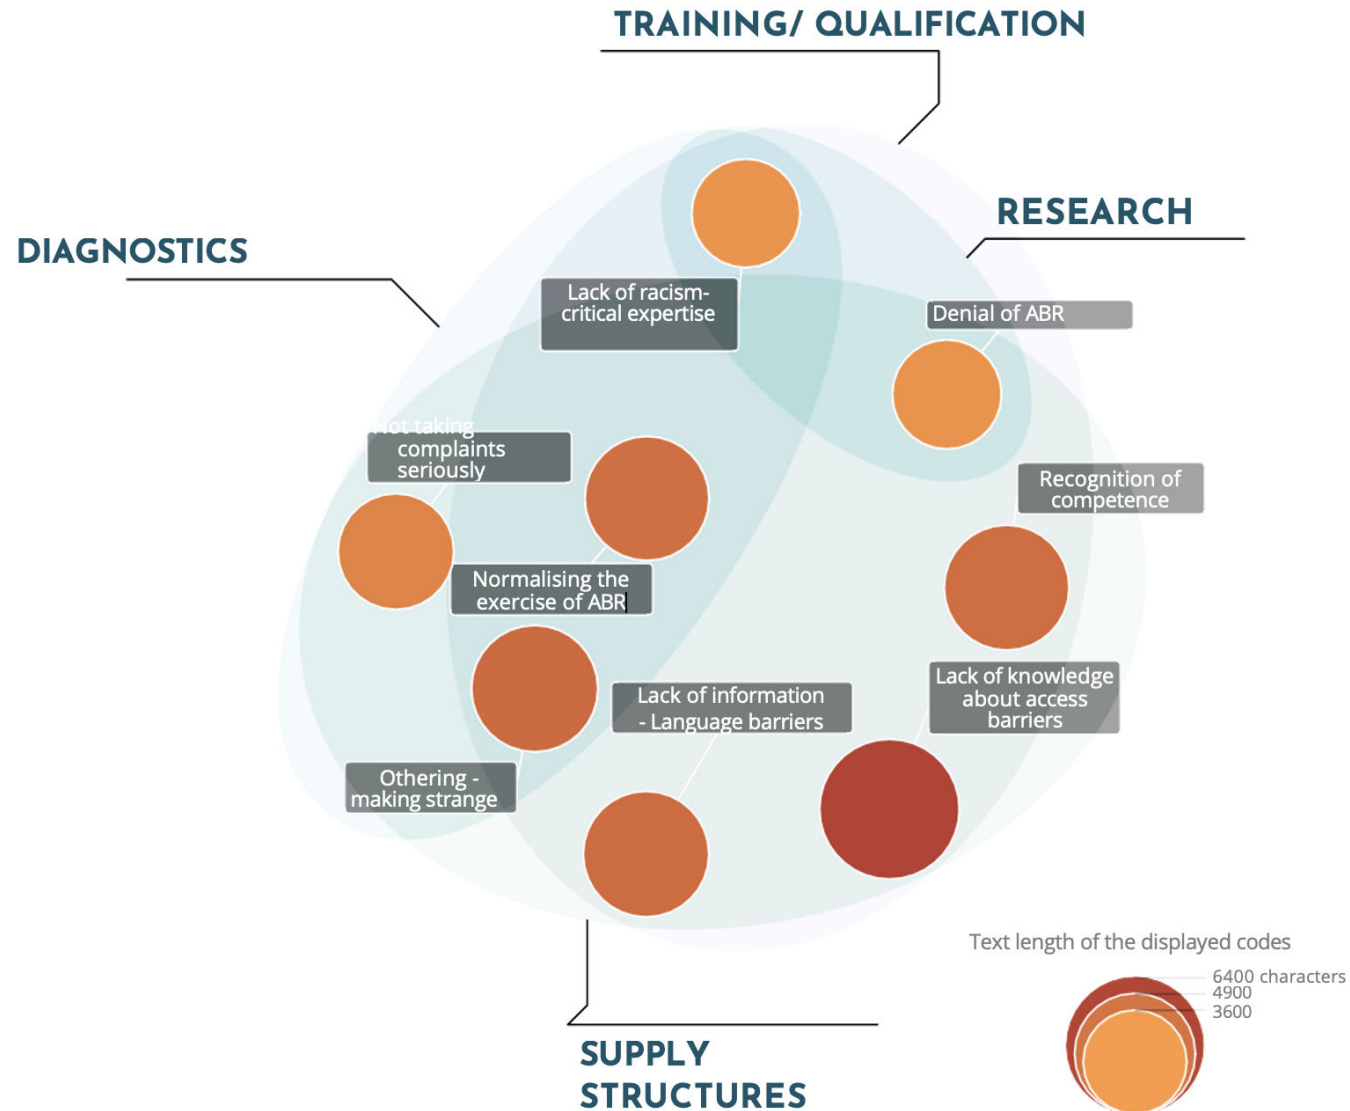 TRAINING/ QUALIFICATION
RESEARCH
DIAGNOSTICS
Lack of racism-
critical expertise
Denial of ABR
Not taking
complaints
seriously
Recognition of
competence
Normalising the
exercise of ABR
Lack of information
- Language barriers
Lack of knowledge
about access
barriers
Othering -
making strange
SUPPLY
STRUCTURES
Text length of the displayed codes
6400 characters
4900
3600